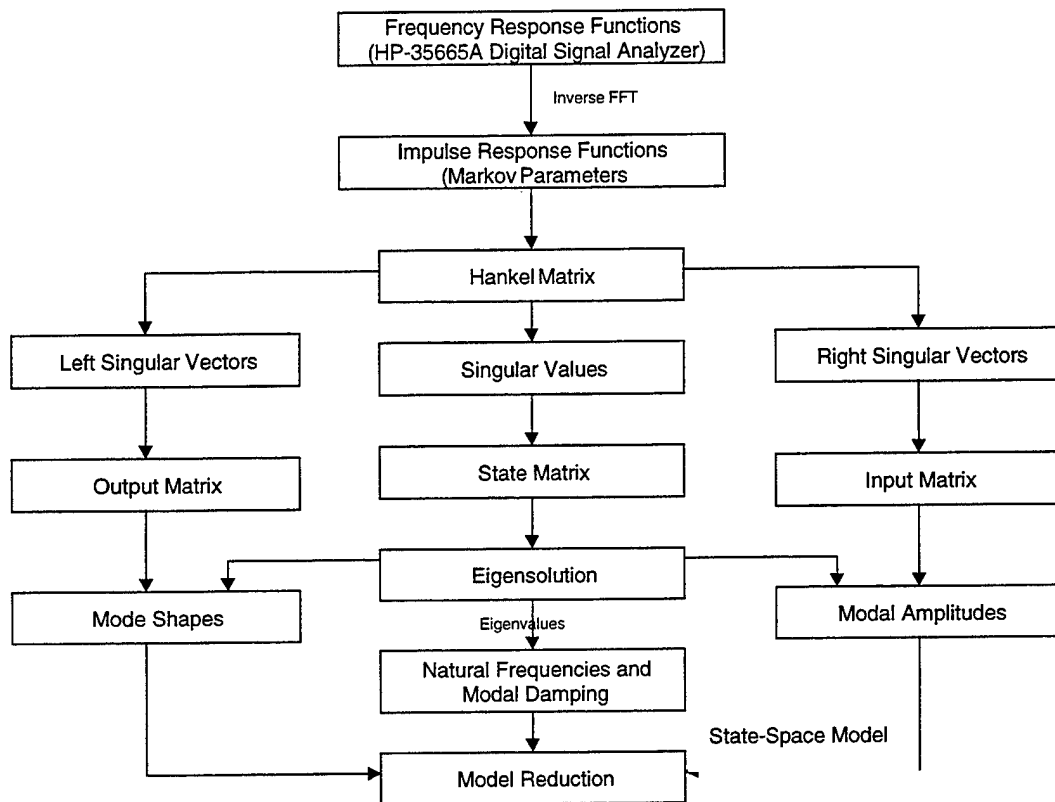 Frequency Response Functions
(HP-35665A Digital Signal Analyzer)
Inverse FFT
Impulse Response Functions
(Markov Parameters
Hankel Matrix
Left Singular Vectors
Singular Values
Right Singular Vectors
Output Matrix
State Matrix
Input Matrix
Eigensolution
Mode Shapes
Modal Amplitudes
Eigenvalues
Natural Frequencies and
Modal Damping
State-Space Model
Model Reduction